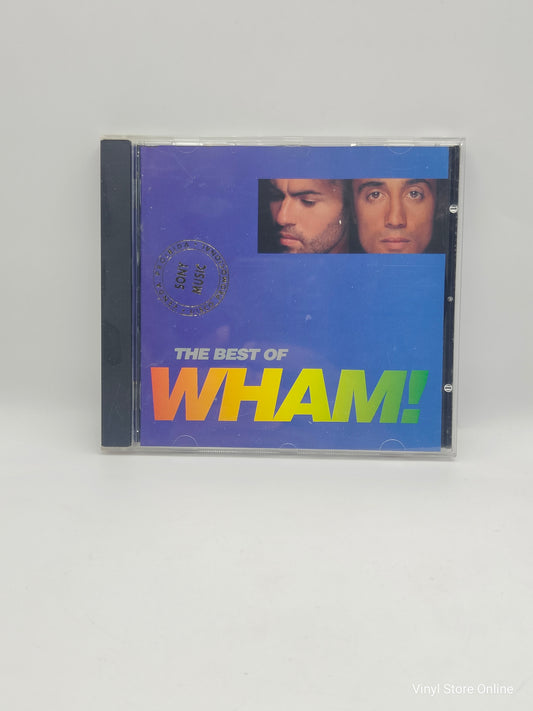 SONY
MUSIC
THE BEST OF
WHAM!
Vinyl Store Online